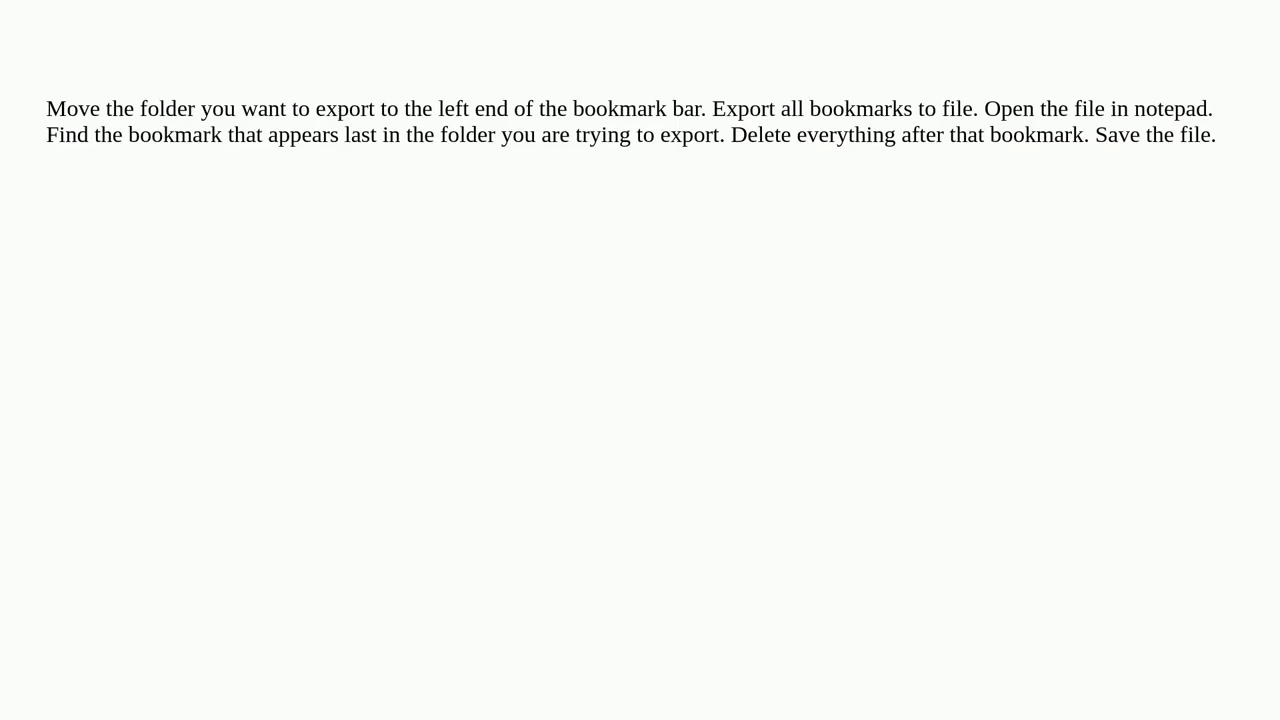 Move the folder you want to export to the left end of the bookmark bar. Export all bookmarks to file. Open the file in notepad.
Find the bookmark that appears last in the folder you are trying to export. Delete everything after that bookmark. Save the file.